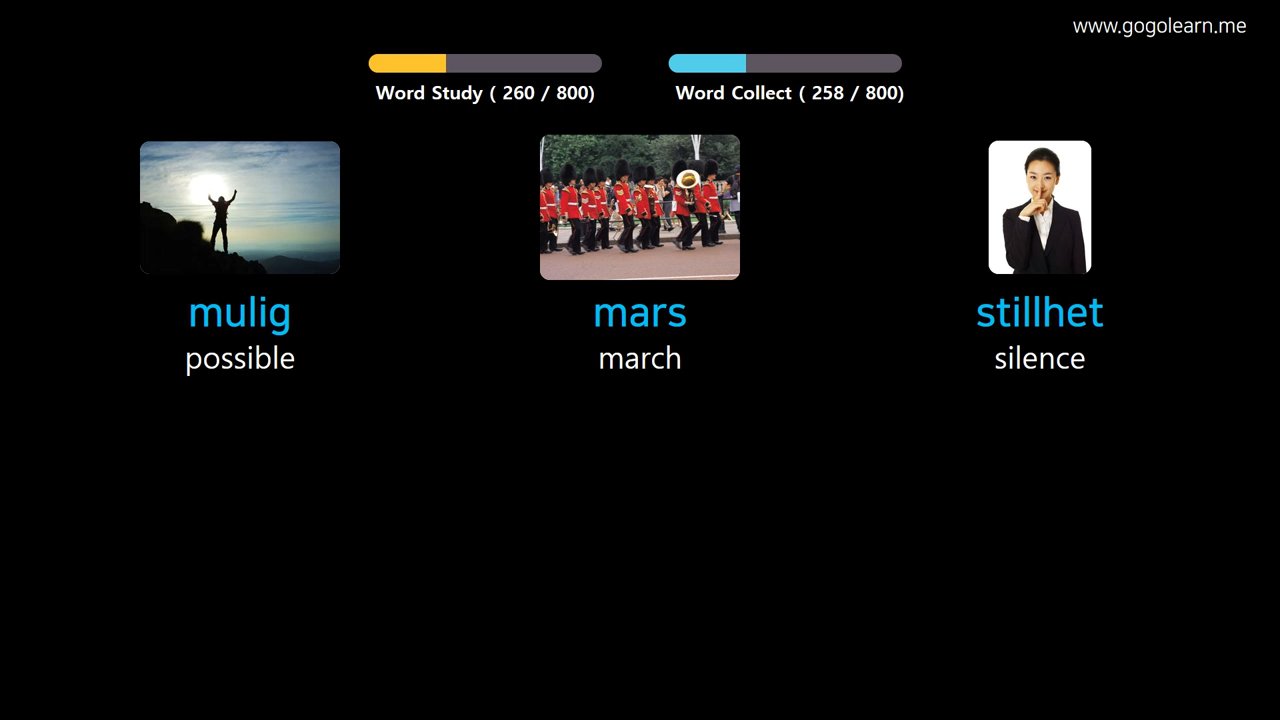 www.gogolearn.me
Word Study ( 260 / 800)
Word Collect ( 258 / 800)
mulig
possible
mars
march
stillhet
silence